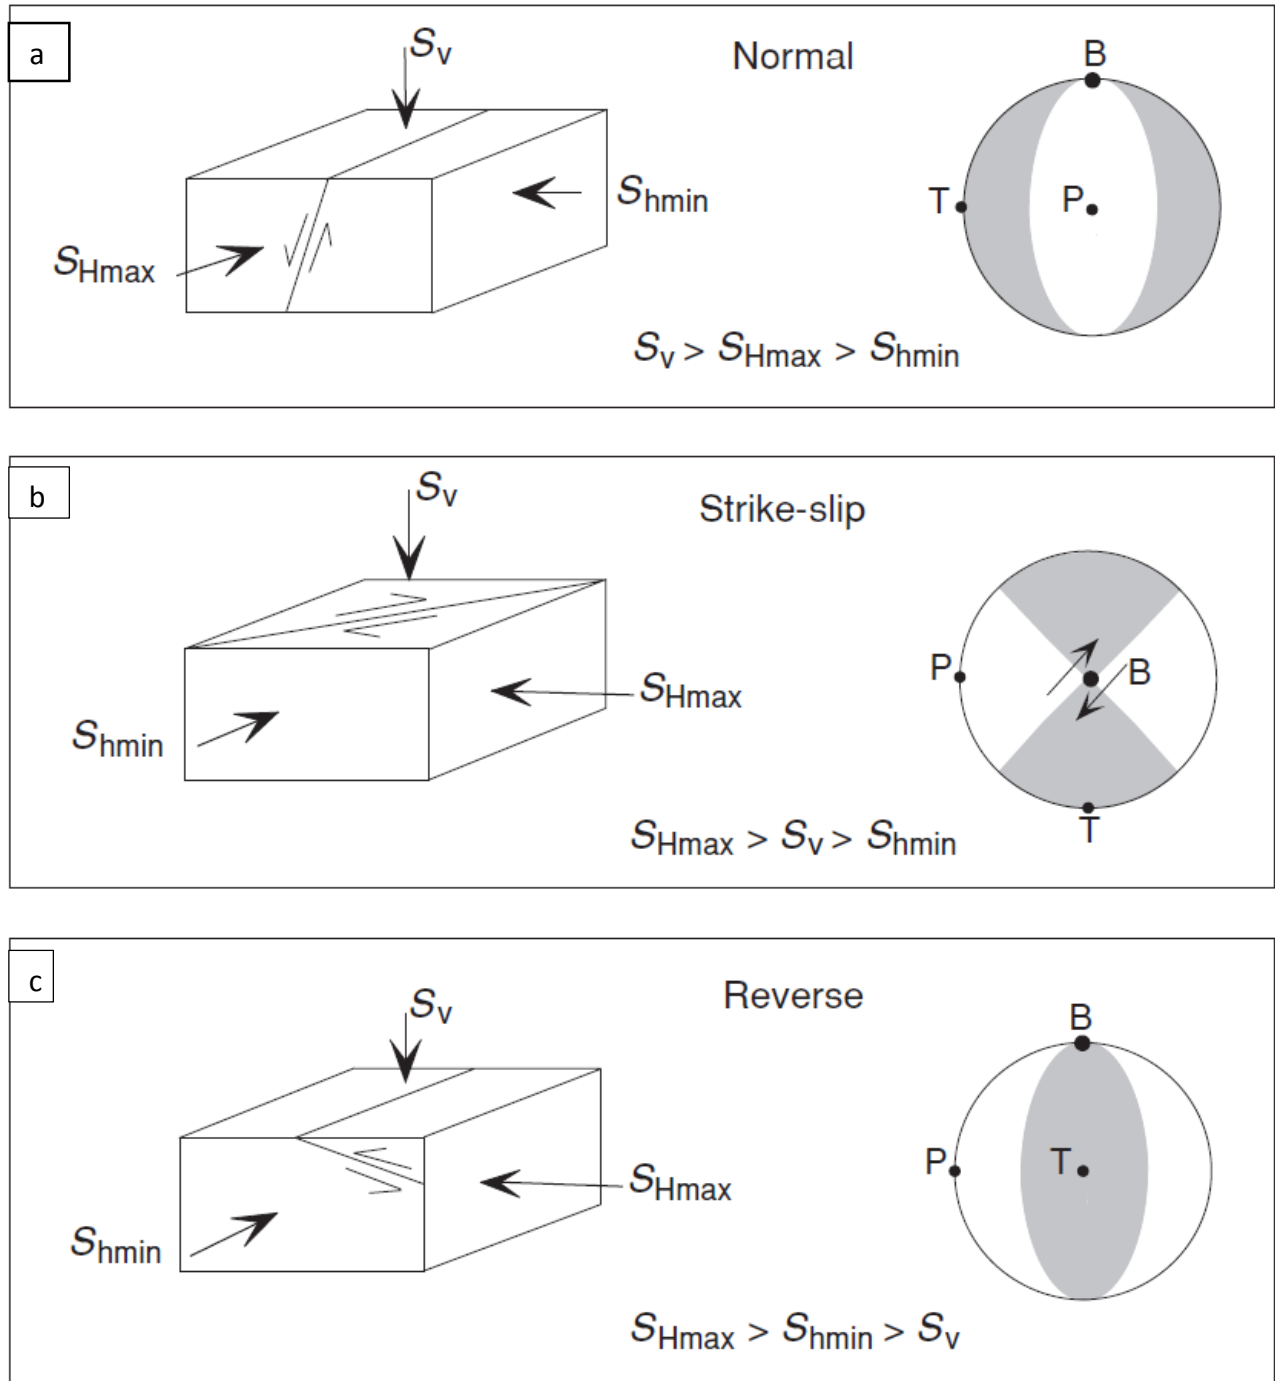 a
Sv
Normal
B
SHmax
Shmin
T
P
Sv > SHmax > Shmin
b
Sv
Strike-slip
P
B
Shmin
SHmax
T
SHmax > Sv > Shmin
c
Sv
Reverse
B
P
T
Shmin
SHmax
SHmax > Shmin > Sv